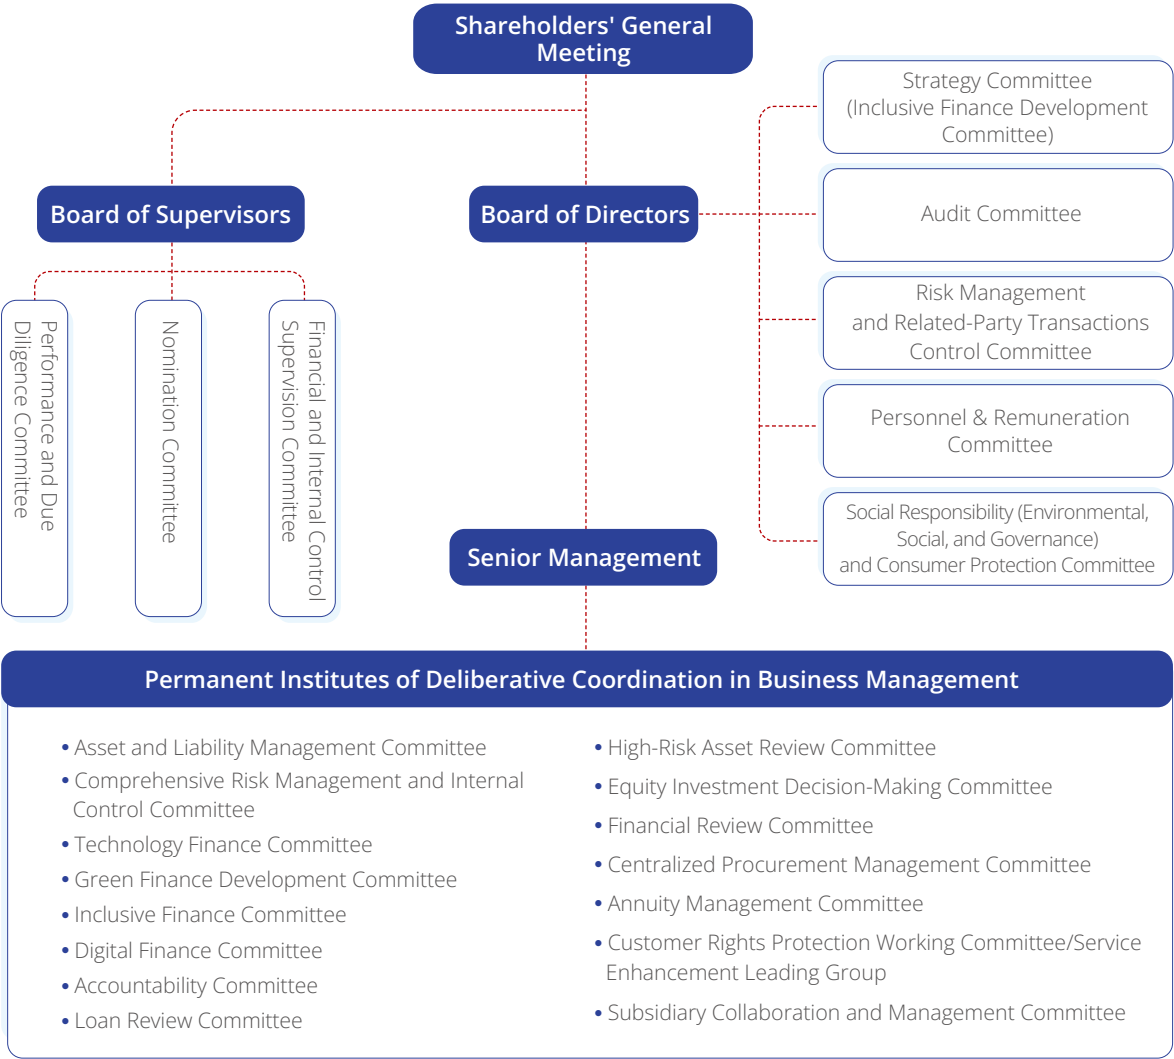 Shareholders' General
Meeting
Strategy Committee
(Inclusive Finance Development
Committee)
Board of Supervisors
Board of Directors
Audit Committee
Risk Management
and Related-Party Transactions
Control Committee
Performance and Due
Diligence Committee
Nomination Committee
Financial and Internal Control
Supervision Committee
Personnel & Remuneration
Committee
Social Responsibility (Environmental,
Social, and Governance)
and Consumer Protection Committee
Senior Management
Permanent Institutes of Deliberative Coordination in Business Management
• Asset and Liability Management Committee
• Comprehensive Risk Management and Internal
Control Committee
• Technology Finance Committee
• Green Finance Development Committee
• Inclusive Finance Committee
• Digital Finance Committee
• Accountability Committee
• Loan Review Committee
• High-Risk Asset Review Committee
• Equity Investment Decision-Making Committee
• Financial Review Committee
• Centralized Procurement Management Committee
• Annuity Management Committee
• Customer Rights Protection Working Committee/Service
Enhancement Leading Group
• Subsidiary Collaboration and Management Committee